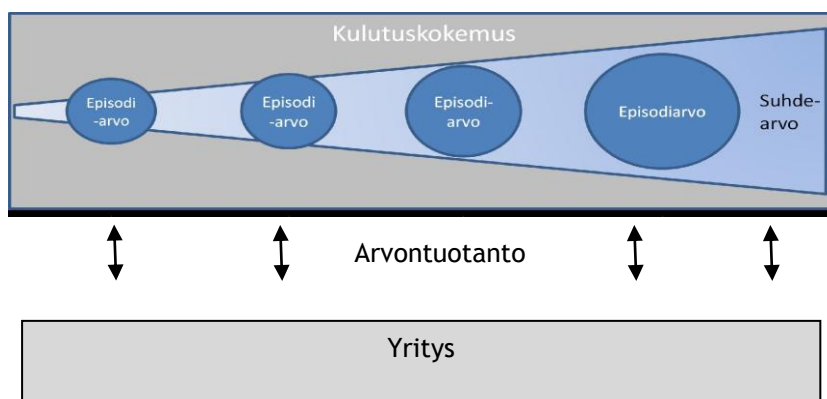 Kulutuskokemus
Episodi
-arvo
Episodi
-arvo
Episodi-
arvo
Episodiarvo
Suhde-
arvo
Arvontuotanto
Yritys